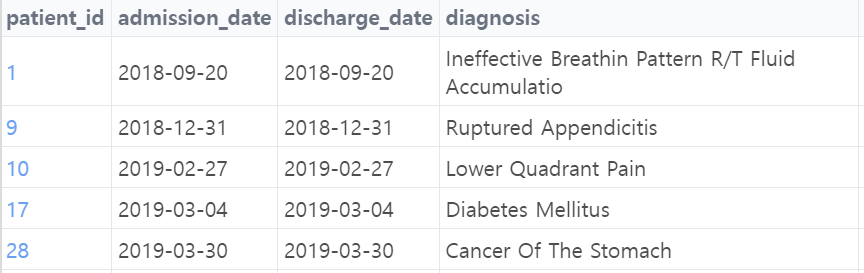 patient_id admission_date discharge_date diagnosis
1 2018-09-20 2018-09-20 Ineffective Breathin Pattern R/T Fluid
Accumulatio
9 2018-12-31 2018-12-31 Ruptured Appendicitis
10 2019-02-27 2019-02-27 Lower Quadrant Pain
17 2019-03-04 2019-03-04 Diabetes Mellitus
28 2019-03-30 2019-03-30 Cancer Of The Stomach